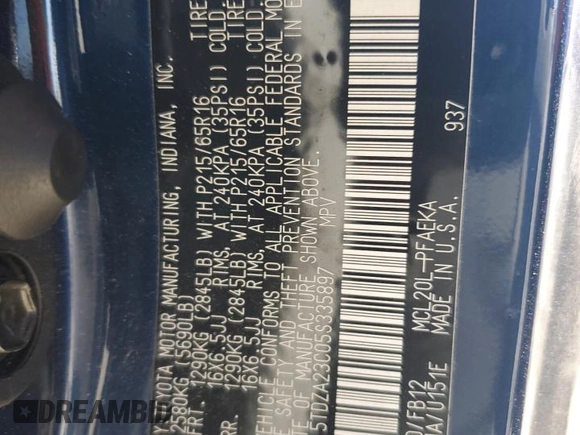 TOYOTA MOTOR MANUFACTURING, INDIANA, INC.
2580KG (5690LB)
FRT. 1290KG (2845LB) WITH P215/65R16 TIRE
16X6.5JJ RIMS, AT 240KPA (35PSI) COLD.
RR. 1290KG (2845LB) WITH P215/65R16 TIRE
16X6.5JJ RIMS, AT 240KPA (35PSI) COLD.
VEHICLE CONFORMS TO ALL APPLICABLE FEDERAL MO
SAFETY AND THEFT PREVENTION STANDARDS IN E
OF MANUFACTURE SHOWN ABOVE.
5TDZA23C05S335897 MPV
/FB12 MCL20L-PFAEKA 937
/U151E MADE IN U.S.A.
RIDESAFELY